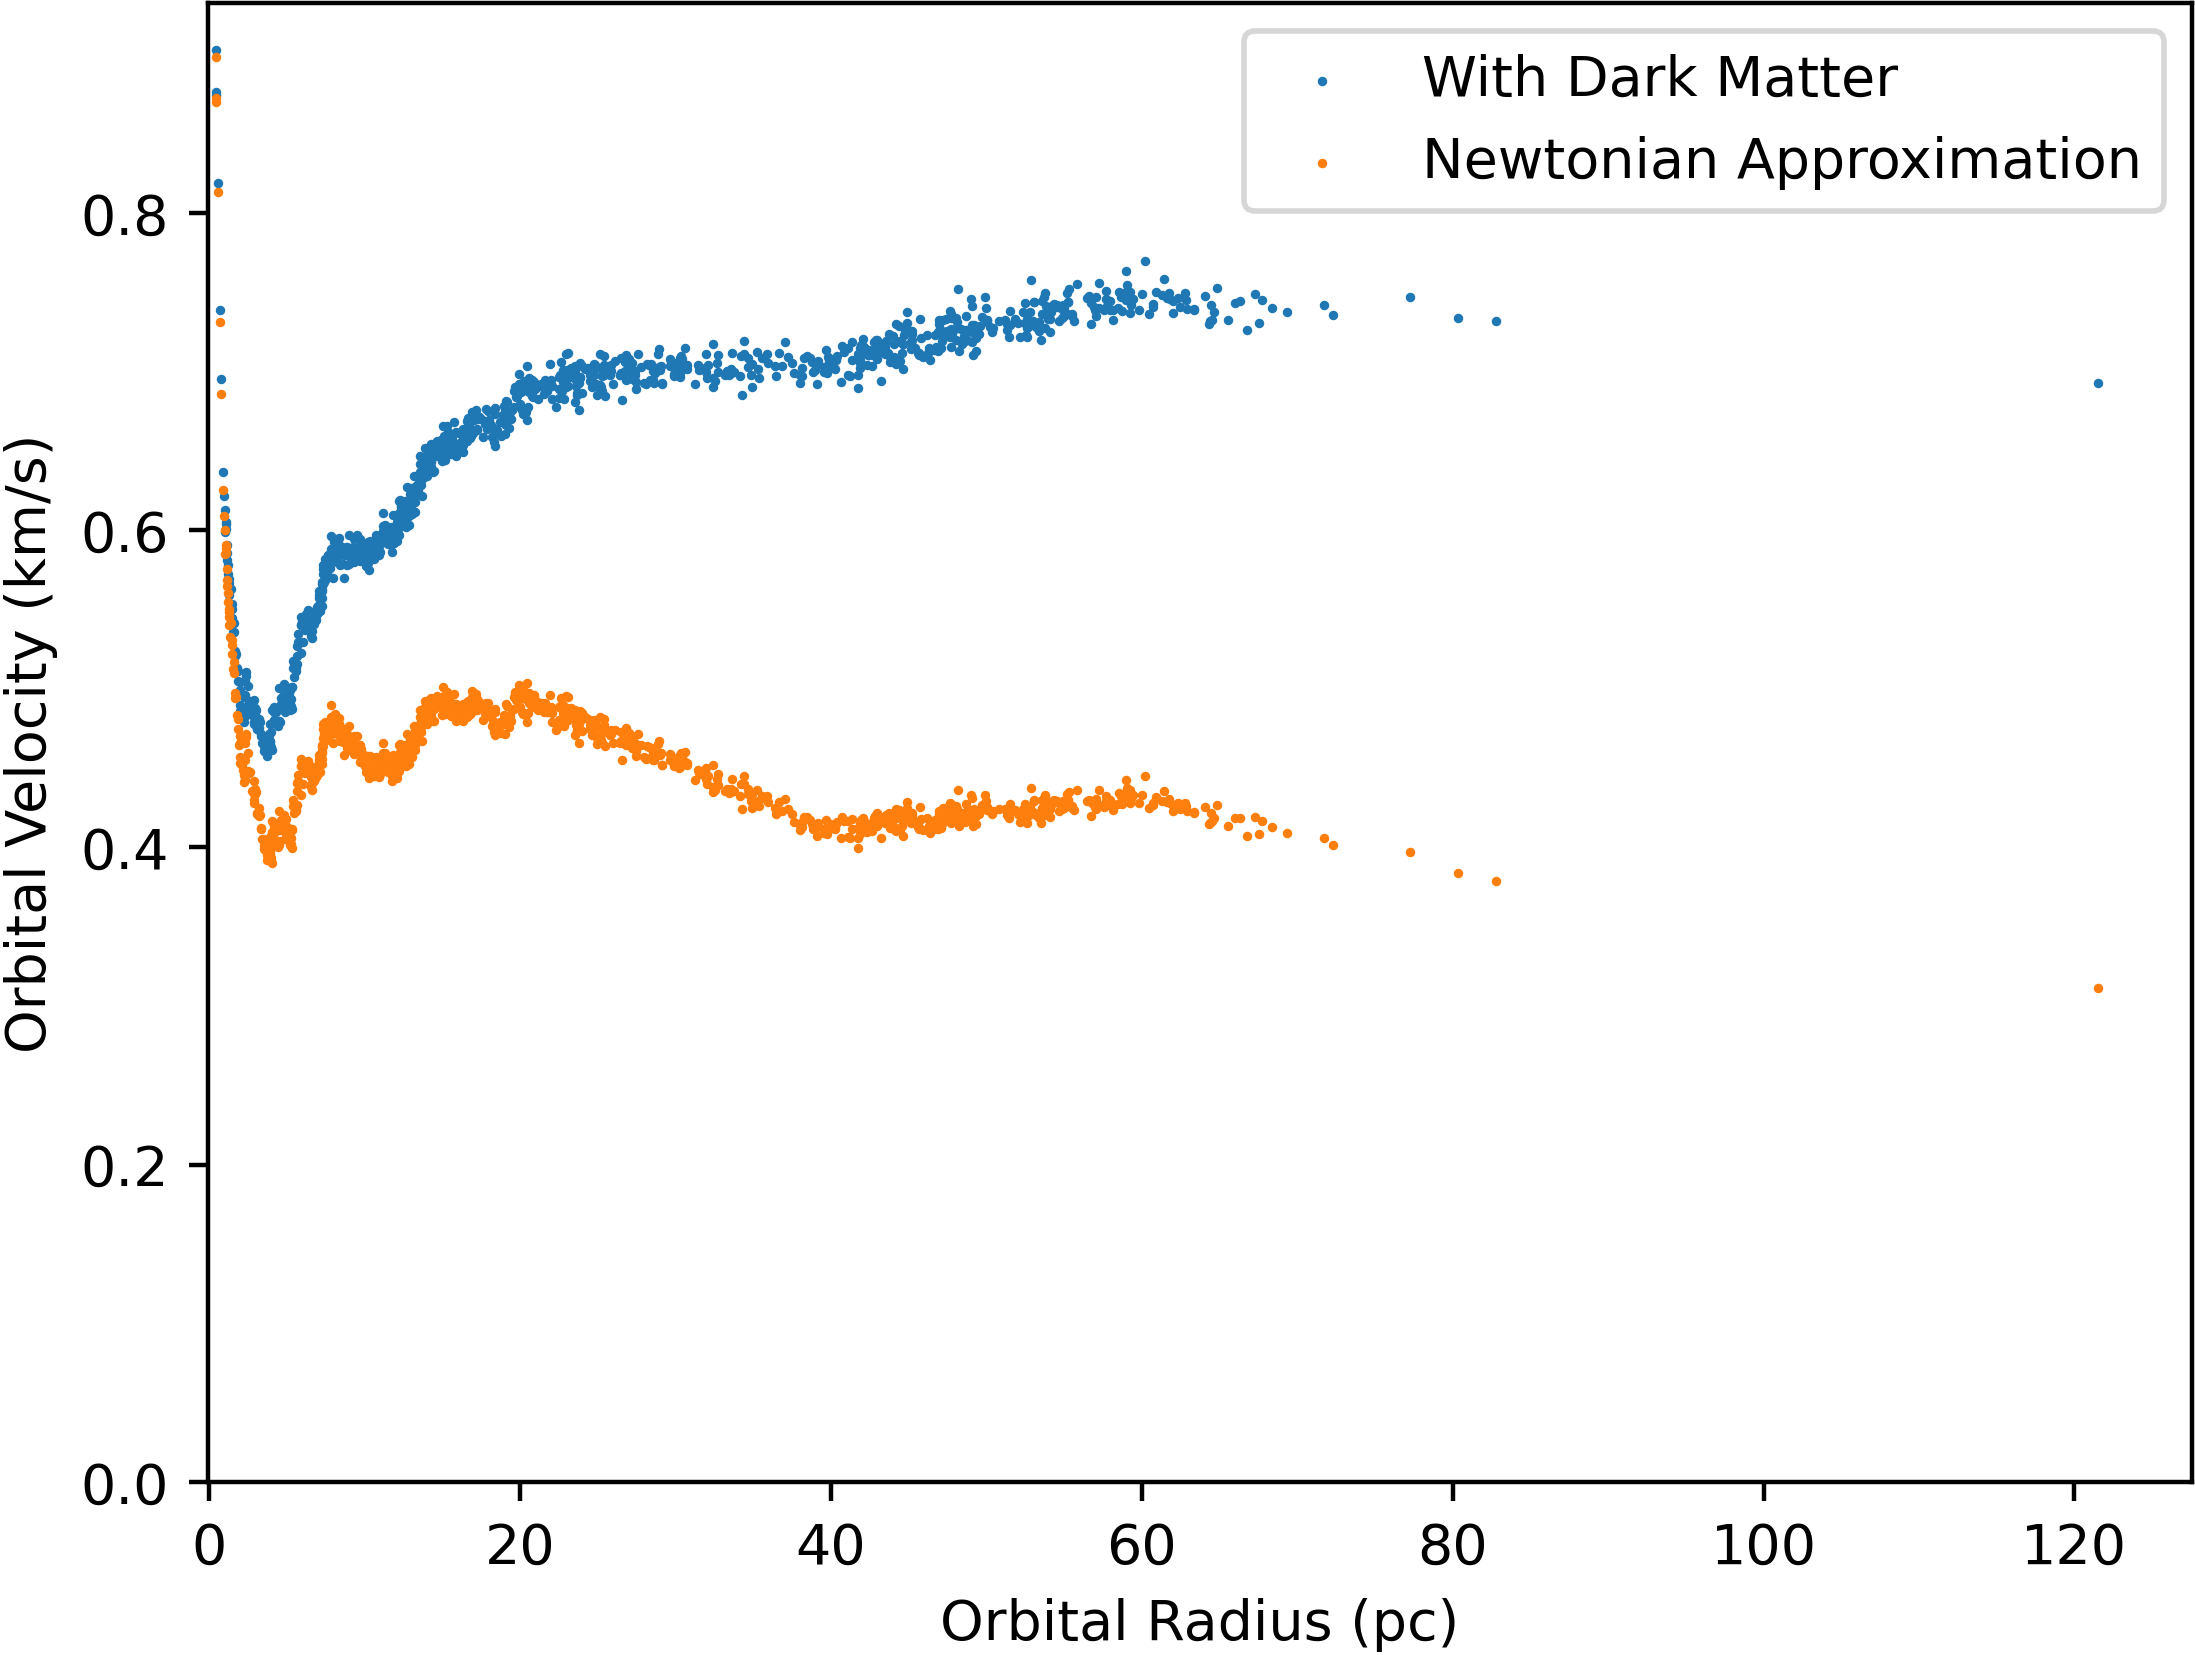 With Dark Matter
Newtonian Approximation
0.8
0.6
0.4
0.2
0.0
Orbital Velocity (km/s)
0 20 40 60 80 100 120
Orbital Radius (pc)